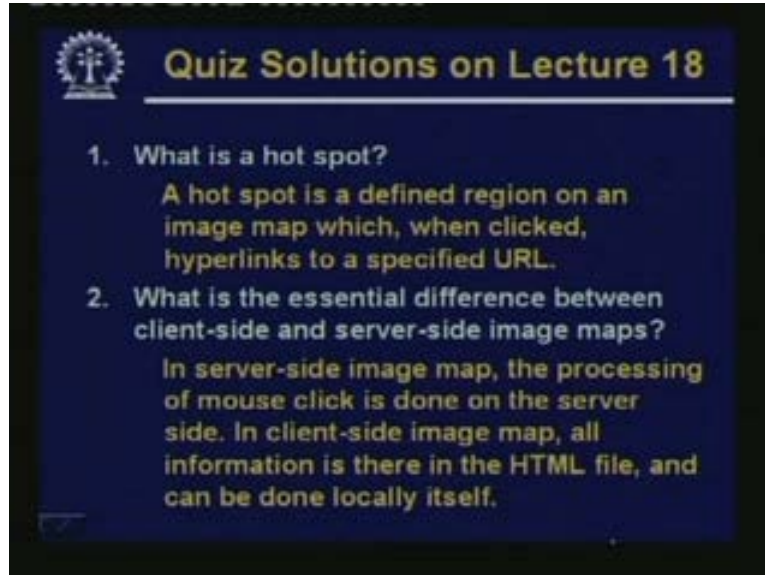 Quiz Solutions on Lecture 18
1. What is a hot spot?
A hot spot is a defined region on an
image map which, when clicked,
hyperlinks to a specified URL.
2. What is the essential difference between
client-side and server-side image maps?
In server-side image map, the processing
of mouse click is done on the server
side. In client-side image map, all
information is there in the HTML file, and
can be done locally itself.